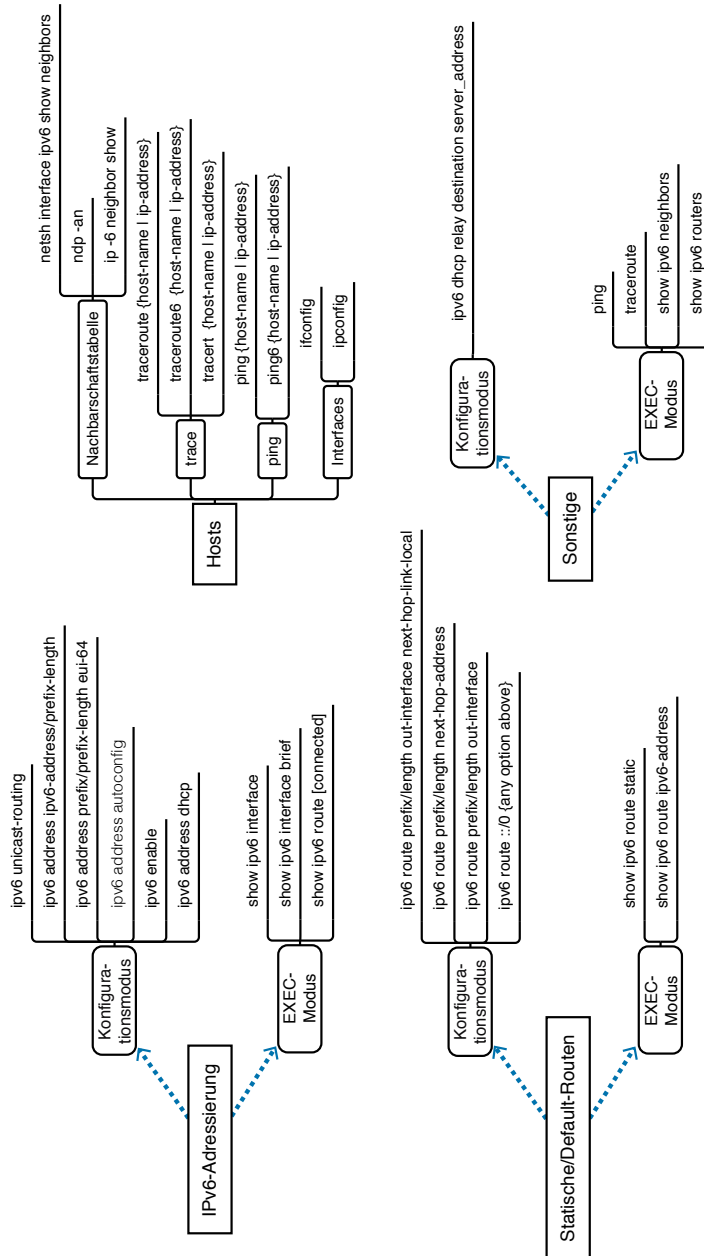 IPv6-Adressierung
Konfigura-
tionsmodus
ipv6 unicast-routing
ipv6 address ipv6-address/prefix-length
ipv6 address prefix/prefix-length eui-64
ipv6 address autoconfig
ipv6 enable
ipv6 address dhcp
EXEC-
Modus
show ipv6 interface
show ipv6 interface brief
show ipv6 route [connected]
Hosts
Nachbarschaftstabelle
netsh interface ipv6 show neighbors
ndp -an
ip -6 neighbor show
trace
traceroute {host-name | ip-address}
traceroute6 {host-name | ip-address}
tracert {host-name | ip-address}
ping
ping {host-name | ip-address}
ping6 {host-name | ip-address}
Interfaces
ifconfig
ipconfig
Statische/Default-Routen
Konfigura-
tionsmodus
ipv6 route prefix/length out-interface next-hop-link-local
ipv6 route prefix/length next-hop-address
ipv6 route prefix/length out-interface
ipv6 route ::/0 {any option above}
EXEC-
Modus
show ipv6 route static
show ipv6 route ipv6-address
Sonstige
Konfigura-
tionsmodus
ipv6 dhcp relay destination server_address
EXEC-
Modus
ping
traceroute
show ipv6 neighbors
show ipv6 routers